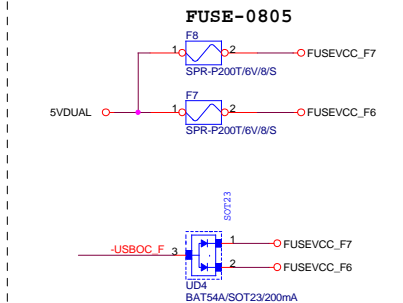 FUSE-0805
F8
1 2 FUSEVCC_F7
SPR-P200T/6V/8/S
F7
5VDUAL 1 2 FUSEVCC_F6
SPR-P200T/6V/8/S
SOT23
-USBOC_F 3 1 FUSEVCC_F7
2 FUSEVCC_F6
UD4
BAT54A/SOT23/200mA